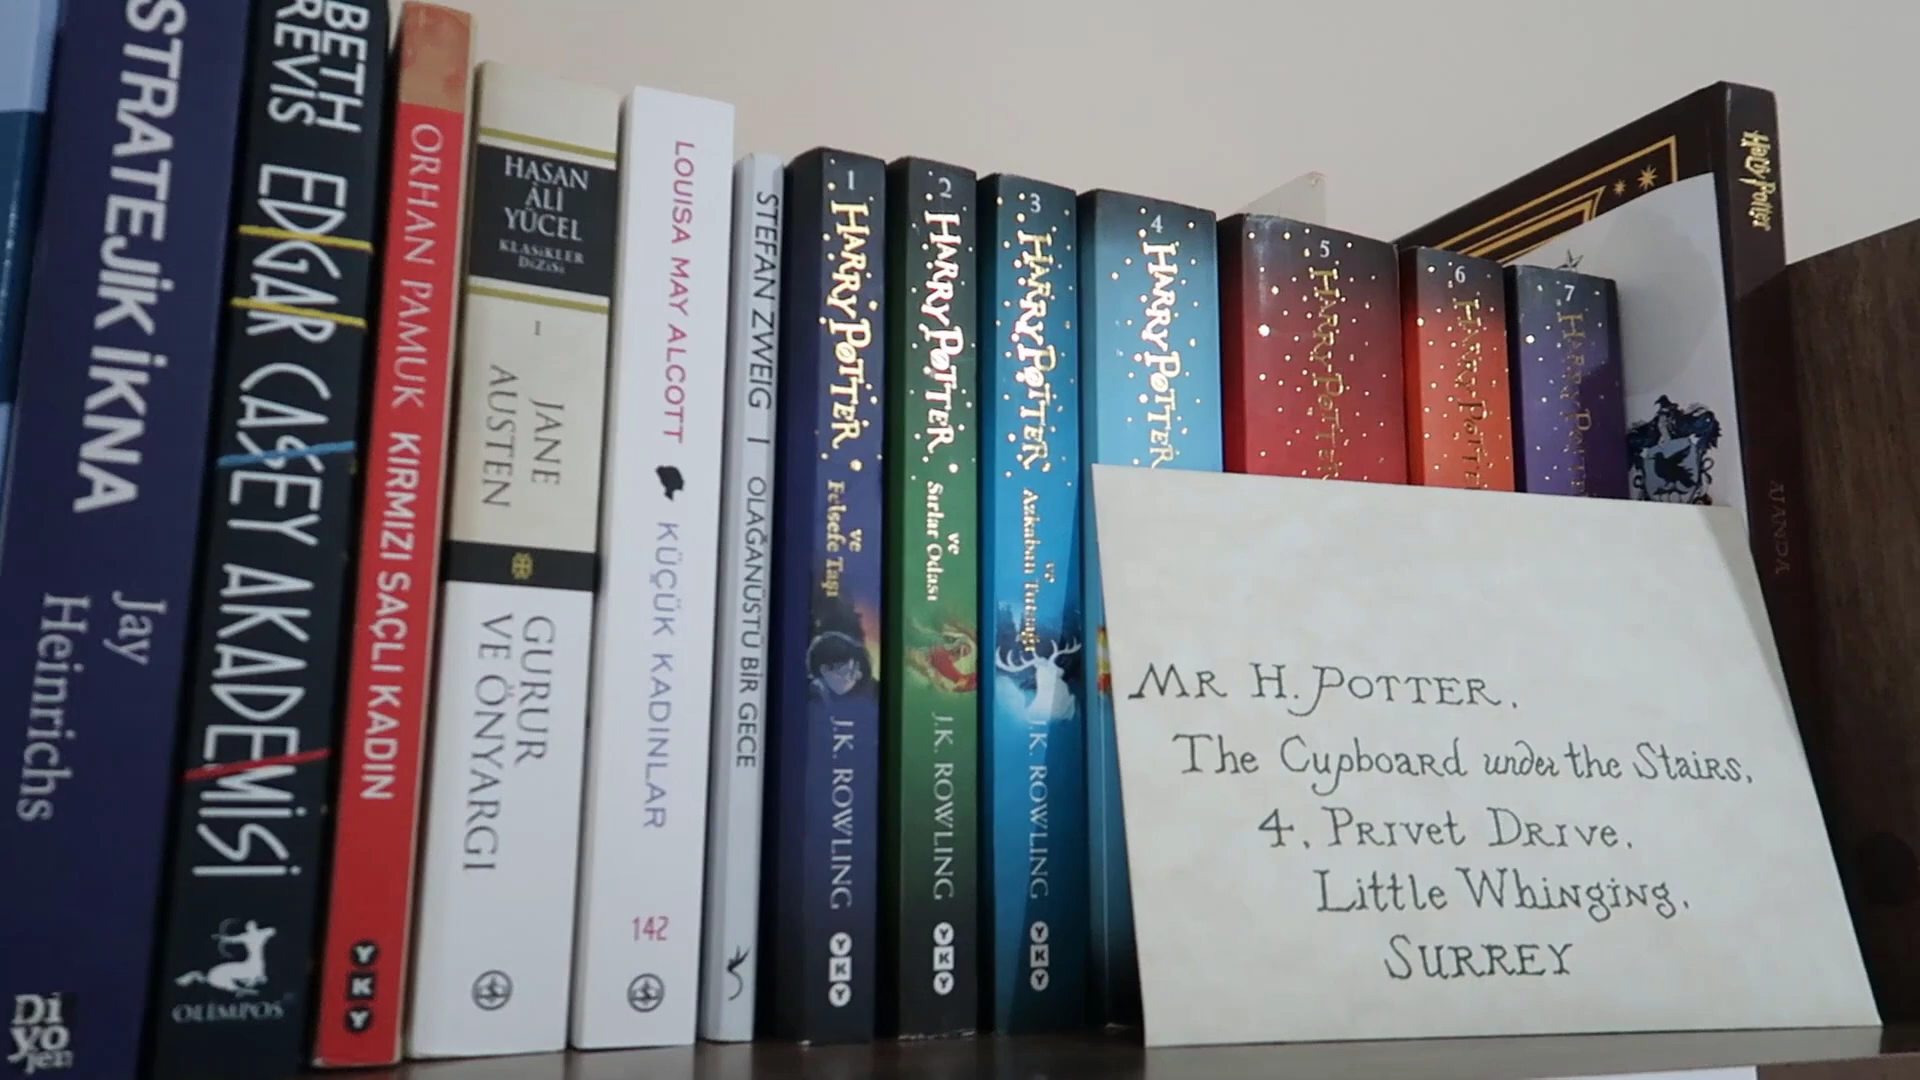 STRATEJİK İKNA
Jay
Heinrichs
Diyojen
BETH
REVİS
EDGAR CASEY AKADEMİSİ
OLİMPOS
ORHAN PAMUK KIRMIZI SAÇLI KADIN
YKY
HASAN
ÂLİ
YÜCEL
KLASİKLER
DİZİSİ
1
JANE
AUSTEN
GURUR
VE ÖNYARGI
LOUISA MAY ALCOTT
KÜÇÜK KADINLAR
142
STEFAN ZWEIG | OLAĞANÜSTÜ BİR GECE
1
HARRY POTTER
ve
Felsefe Taşı
J.K. ROWLING
YKY
2
HARRY POTTER
ve
Sırlar Odası
J.K. ROWLING
YKY
3
HARRY POTTER
ve
Azkaban Tutsağı
J.K. ROWLING
YKY
4
HARRY POTTER
5
HARRY POTTER
6
HARRY POTTER
7
HARRY POTTER
Harry Potter
AJANDA
MR H. POTTER,
The Cupboard under the Stairs,
4, Privet Drive,
Little Whinging,
SURREY